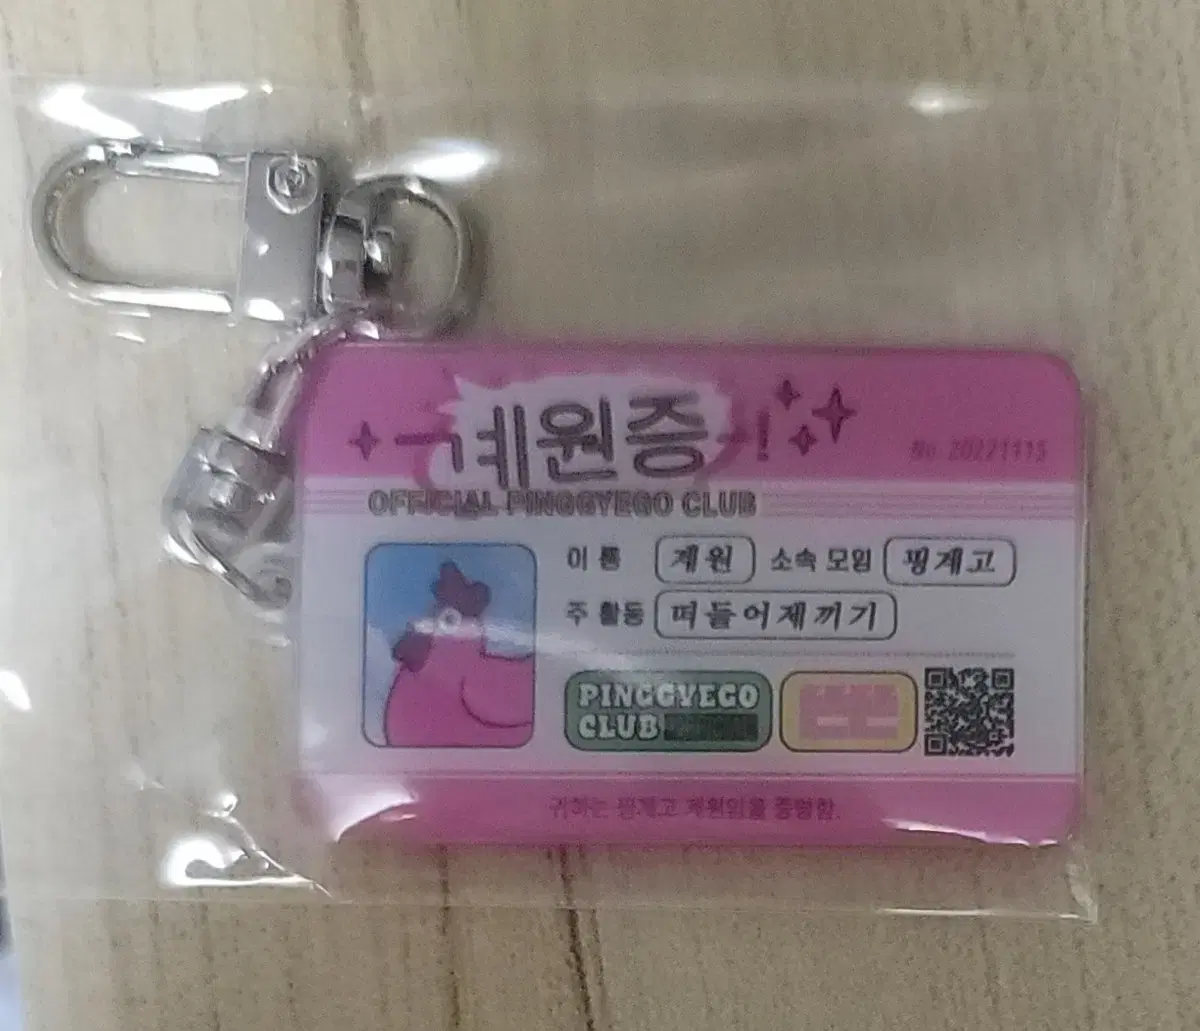 계원증
No. 20221115
OFFICIAL PINGGYEGO CLUB
이 름 계원 소속 모임 핑계고
주 활동 떠들어제끼기
PINGGYEGO
CLUB
귀하는 핑계고 계원임을 증명함.